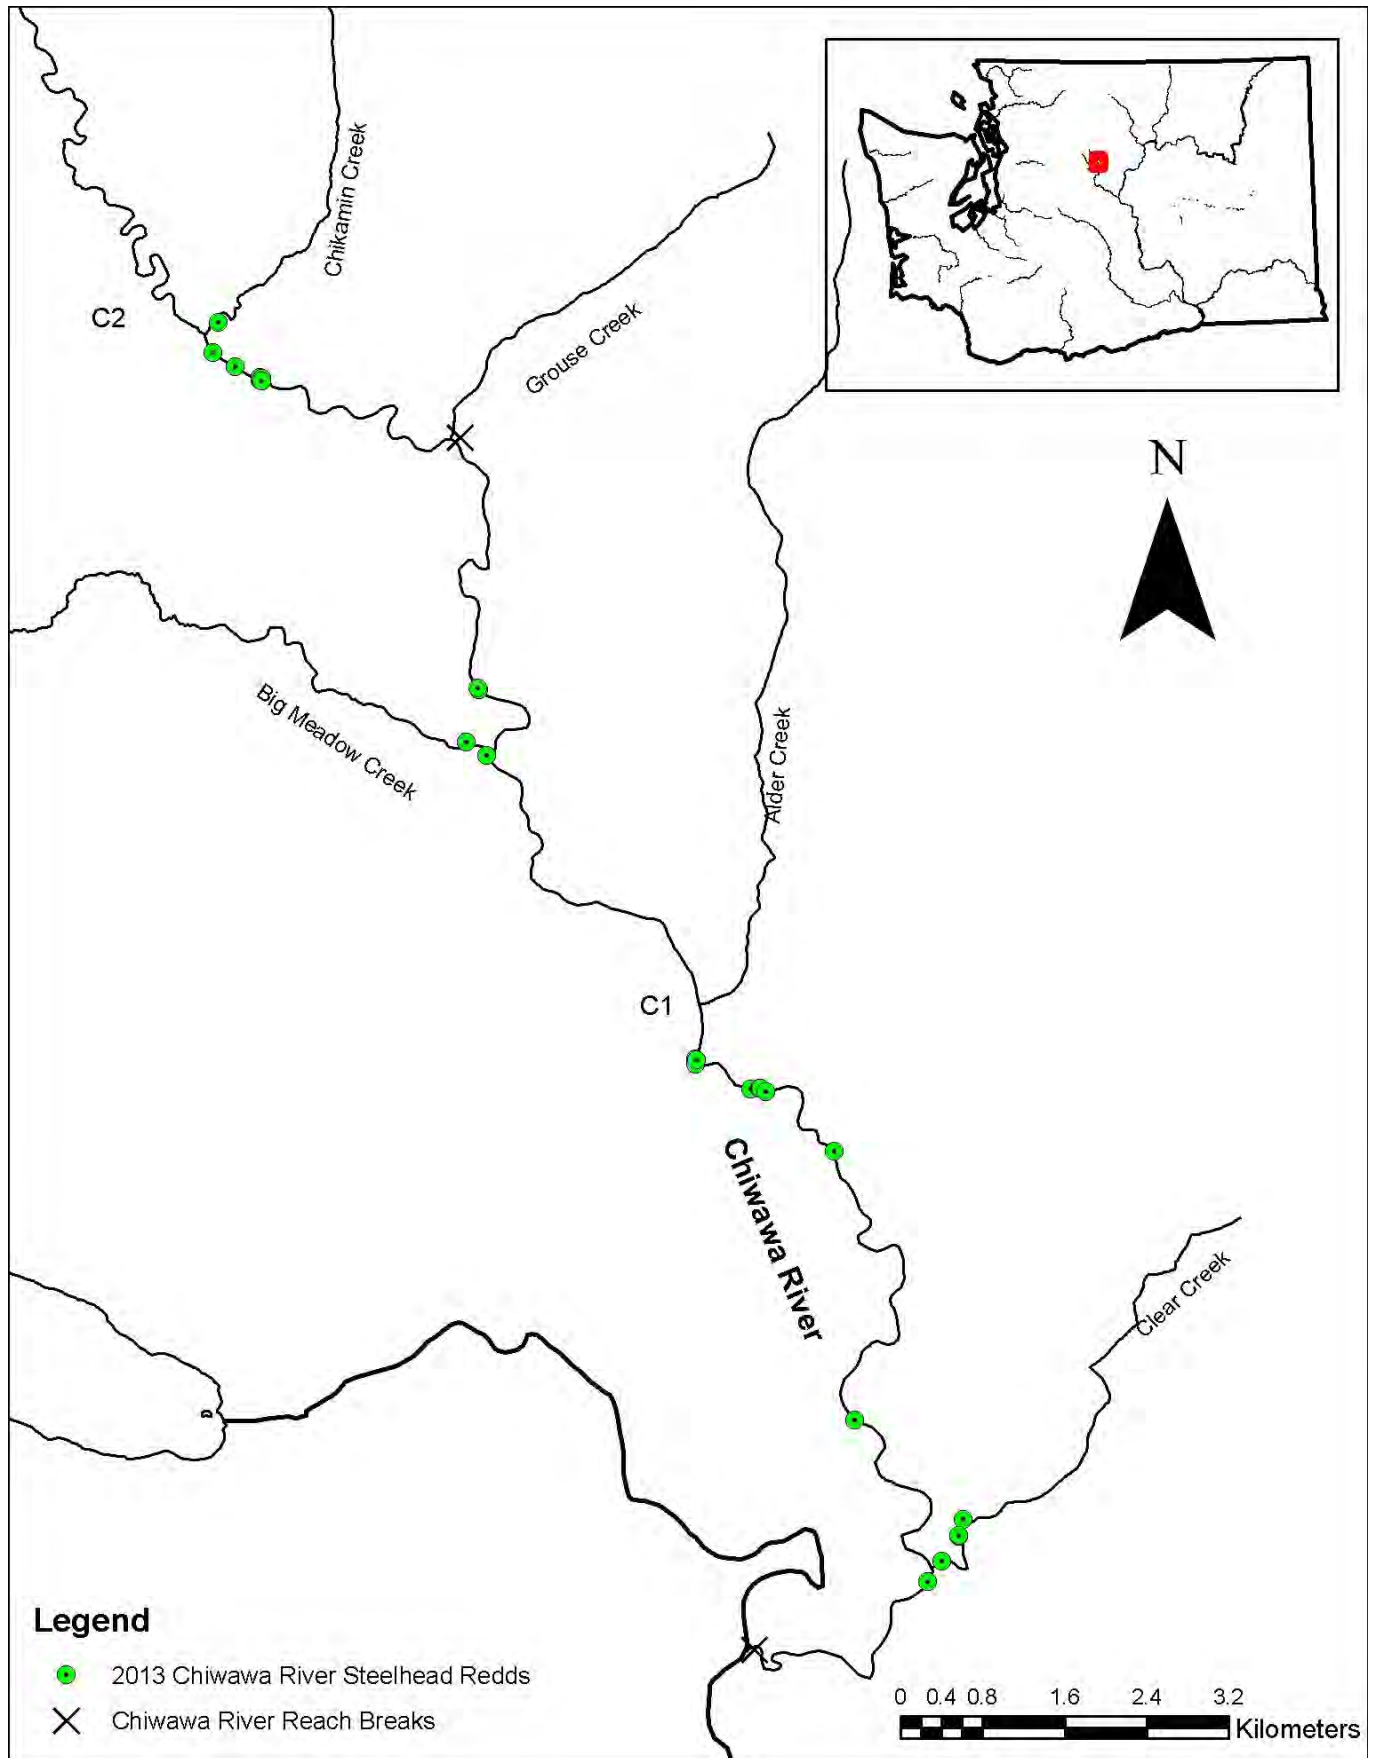 Chikamin Creek
C2
Grouse Creek
N
Big Meadow Creek
Alder Creek
C1
Chiwawa River
Clear Creek
Legend
2013 Chiwawa River Steelhead Redds
Chiwawa River Reach Breaks
0 0.4 0.8 1.6 2.4 3.2
Kilometers